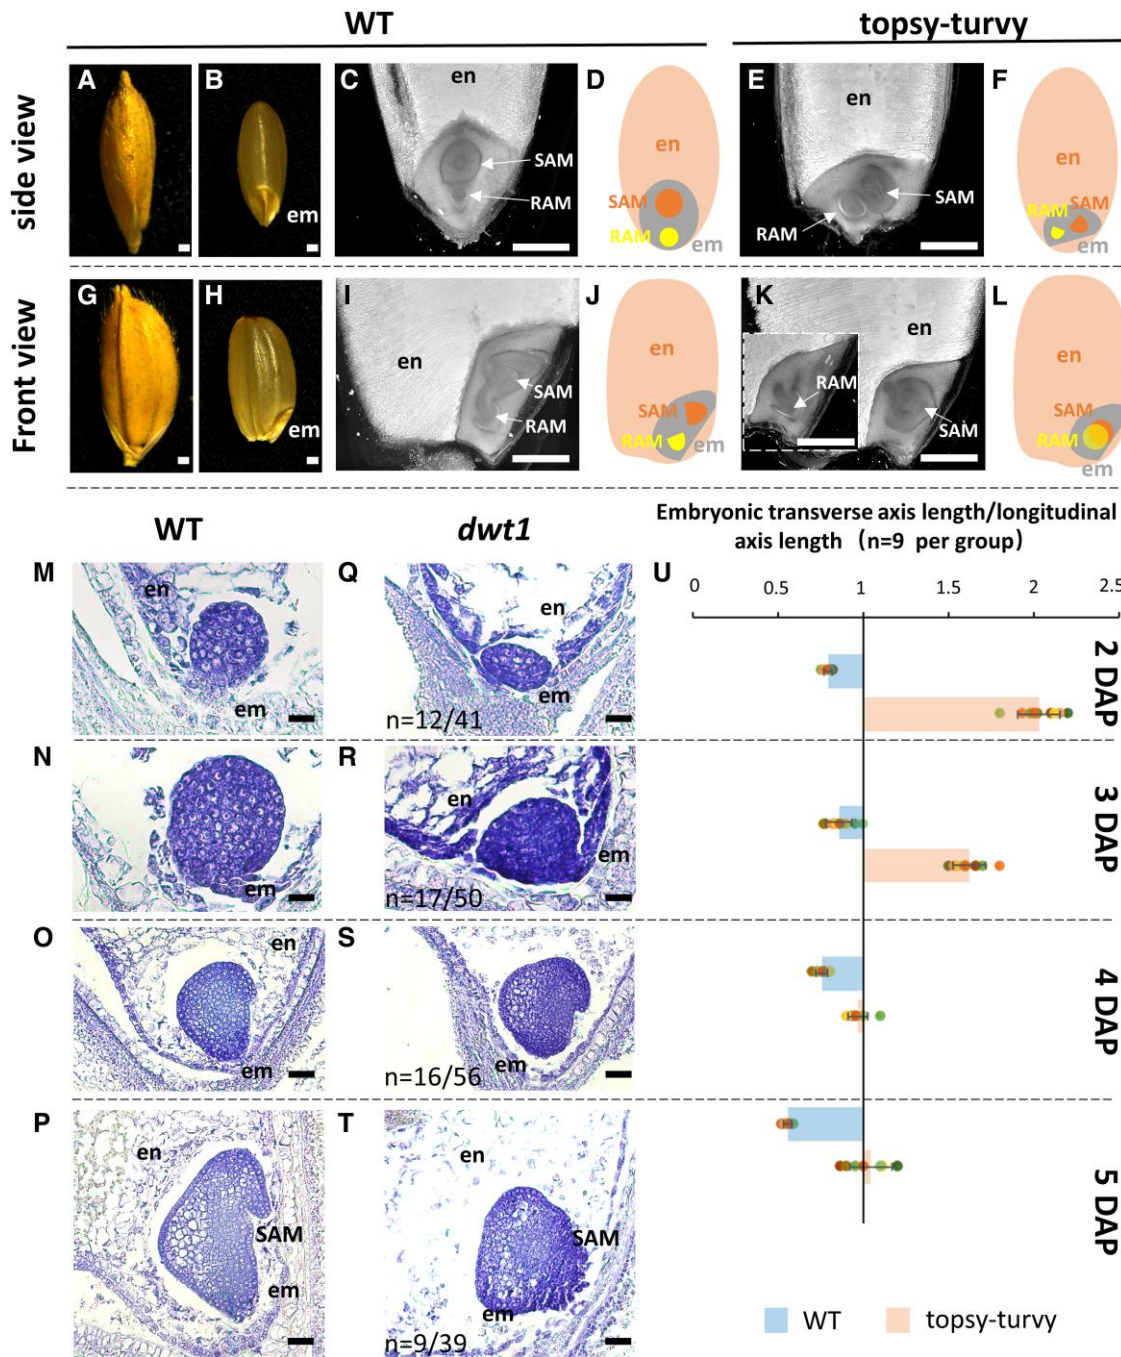 WT
topsy-turvy
side view
A
B
em
C
en
SAM
RAM
D
en
SAM
RAM
em
E
en
SAM
RAM
F
en
SAM
RAM
em
Front view
G
H
em
I
en
SAM
RAM
J
en
SAM
RAM
em
K
en
RAM
SAM
L
en
SAM
RAM
em
WT
dwt1
Embryonic transverse axis length/longitudinal
axis length (n=9 per group)
M
en
em
Q
en
em
n=12/41
U
0
0.5
1
1.5
2
2.5
2 DAP
N
em
R
en
em
n=17/50
3 DAP
O
en
em
S
em
n=16/56
4 DAP
P
en
SAM
em
T
en
SAM
em
n=9/39
5 DAP
WT
topsy-turvy